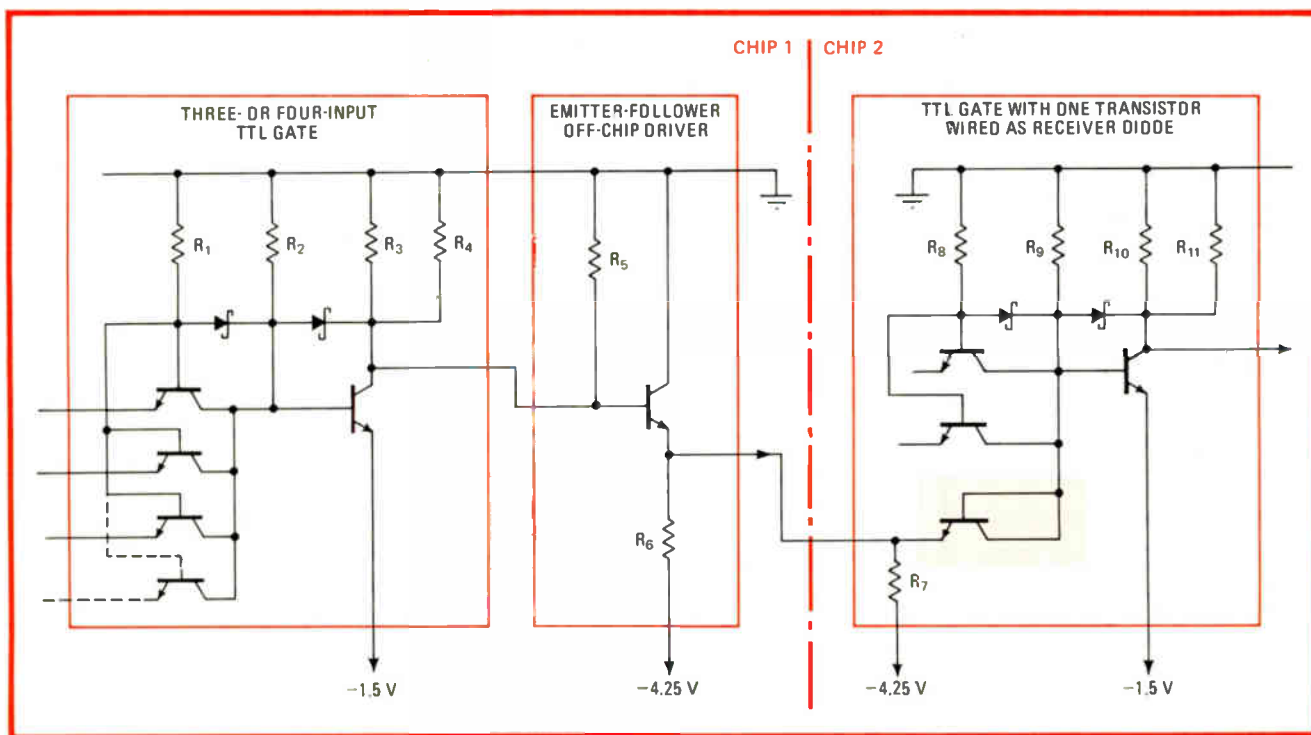 CHIP 1
CHIP 2
THREE- OR FOUR-INPUT
TTL GATE
EMITTER-FOLLOWER
OFF-CHIP DRIVER
TTL GATE WITH ONE TRANSISTOR
WIRED AS RECEIVER DIODE
R1
R2
R3
R4
R5
R6
R7
R8
R9
R10
R11
−1.5 V
−4.25 V
−4.25 V
−1.5 V